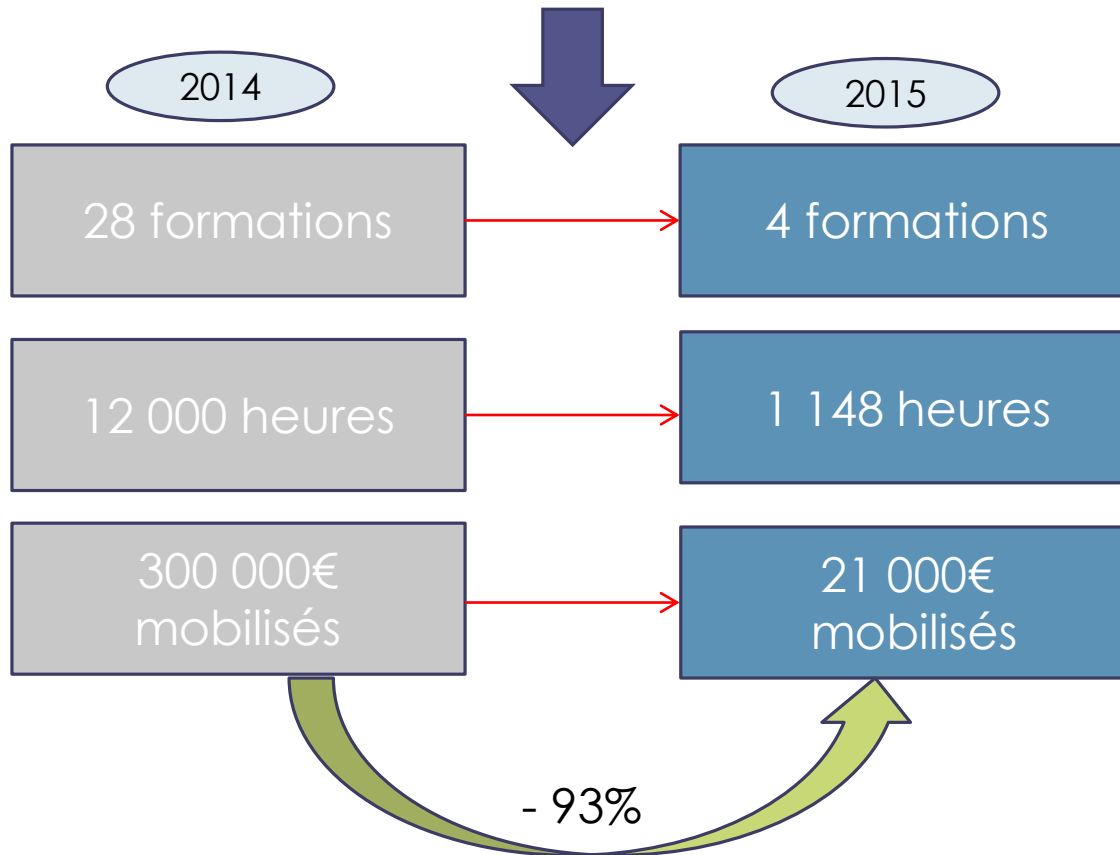 2014
2015
28 formations
4 formations
12 000 heures
1 148 heures
300 000€
mobilisés
21 000€
mobilisés
- 93%